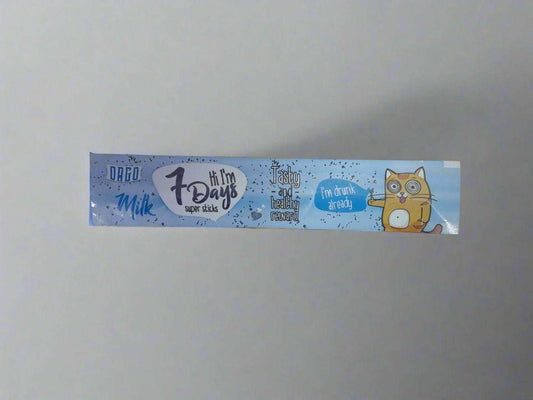 ORGO
Milk
Hi I'm
7 Days
super sticks
Tasty
and
healthy
reward!
I'm drunk
already